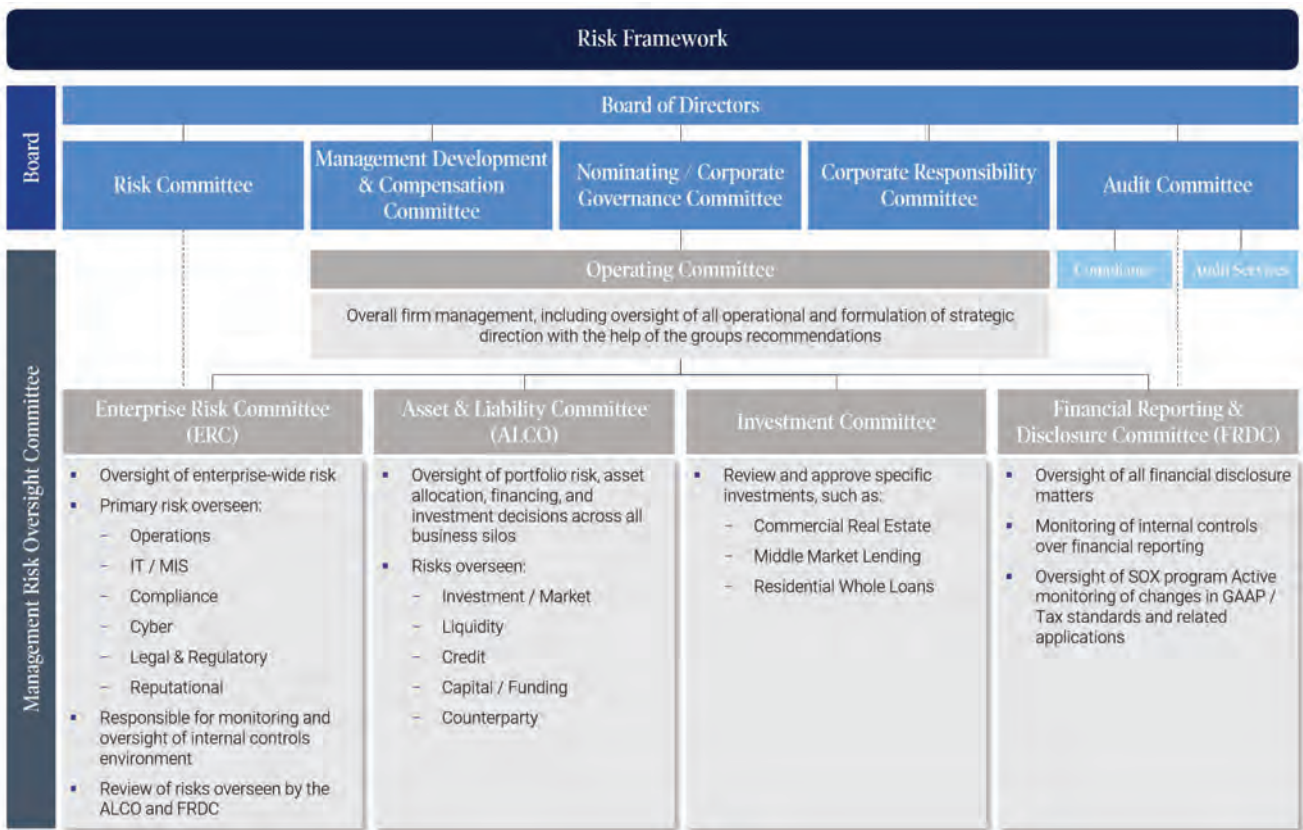 Risk Framework
Board
Board of Directors
Risk Committee
Management Development
& Compensation
Committee
Nominating / Corporate
Governance Committee
Corporate Responsibility
Committee
Audit Committee
Management Risk Oversight Committee
Operating Committee
Compliance
Audit Services
Overall firm management, including oversight of all operational and formulation of strategic
direction with the help of the groups recommendations
Enterprise Risk Committee
(ERC)
▪ Oversight of enterprise-wide risk
▪ Primary risk overseen:
– Operations
– IT / MIS
– Compliance
– Cyber
– Legal & Regulatory
– Reputational
▪ Responsible for monitoring and
oversight of internal controls
environment
▪ Review of risks overseen by the
ALCO and FRDC
Asset & Liability Committee
(ALCO)
▪ Oversight of portfolio risk, asset
allocation, financing, and
investment decisions across all
business silos
▪ Risks overseen:
– Investment / Market
– Liquidity
– Credit
– Capital / Funding
– Counterparty
Investment Committee
▪ Review and approve specific
investments, such as:
– Commercial Real Estate
– Middle Market Lending
– Residential Whole Loans
Financial Reporting &
Disclosure Committee (FRDC)
▪ Oversight of all financial disclosure
matters
▪ Monitoring of internal controls
over financial reporting
▪ Oversight of SOX program Active
monitoring of changes in GAAP /
Tax standards and related
applications